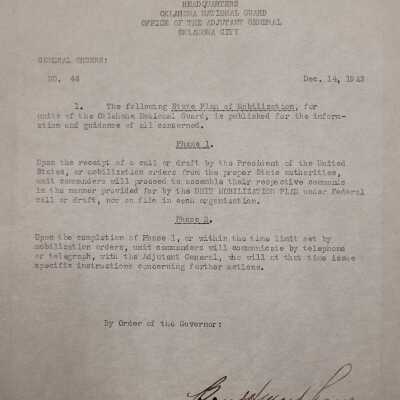 HEADQUARTERS
OKLAHOMA NATIONAL GUARD
OFFICE OF THE ADJUTANT GENERAL
OKLAHOMA CITY
GENERAL ORDERS:
NO. 44
Dec. 14, 1923
1. The following State Plan of Mobilization, for
units of the Oklahoma National Guard, is published for the infor-
mation and guidance of all concerned.
Phase 1.
Upon the receipt of a call or draft by the President of the United
States, or mobilization orders from the proper State authorities,
unit commanders will proceed to assemble their respective commands
in the manner provided for by the UNIT MOBILIZATION PLAN under Federal
call or draft, now on file in each organization.
Phase 2.
Upon the completion of Phase 1, or within the time limit set by
mobilization orders, unit commanders will communicate by telephone
or telegraph, with the Adjutant General, who will at that time issue
specific instructions concerning further actions.
By Order of the Governor: